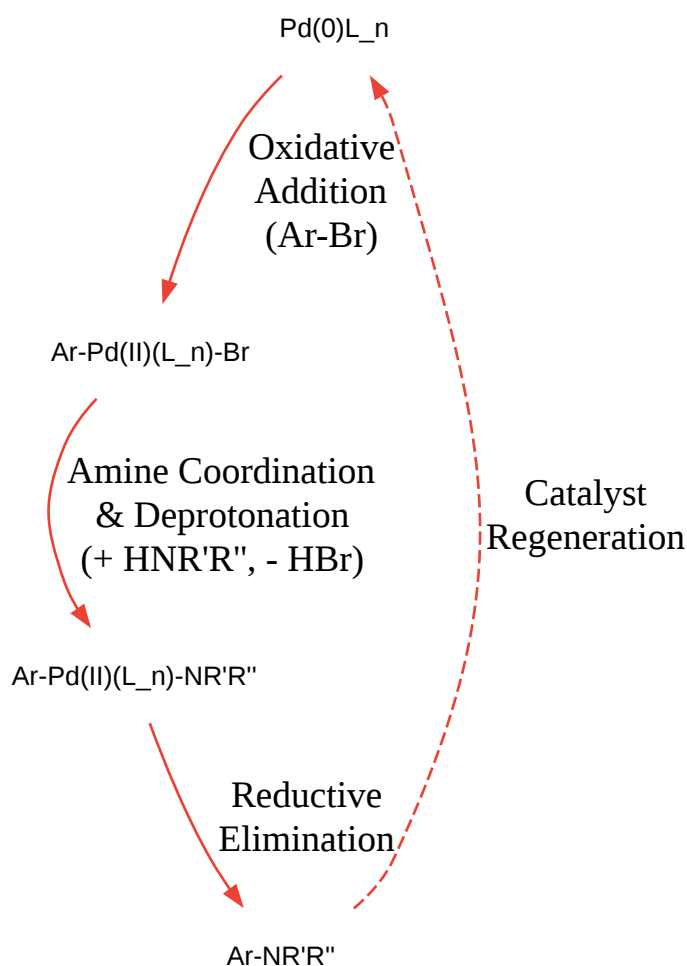 Pd(0)L_n
Oxidative
Addition
(Ar-Br)
Ar-Pd(II)(L_n)-Br
Amine Coordination
& Deprotonation
(+ HNR'R", - HBr)
Catalyst
Regeneration
Ar-Pd(II)(L_n)-NR'R"
Reductive
Elimination
Ar-NR'R"